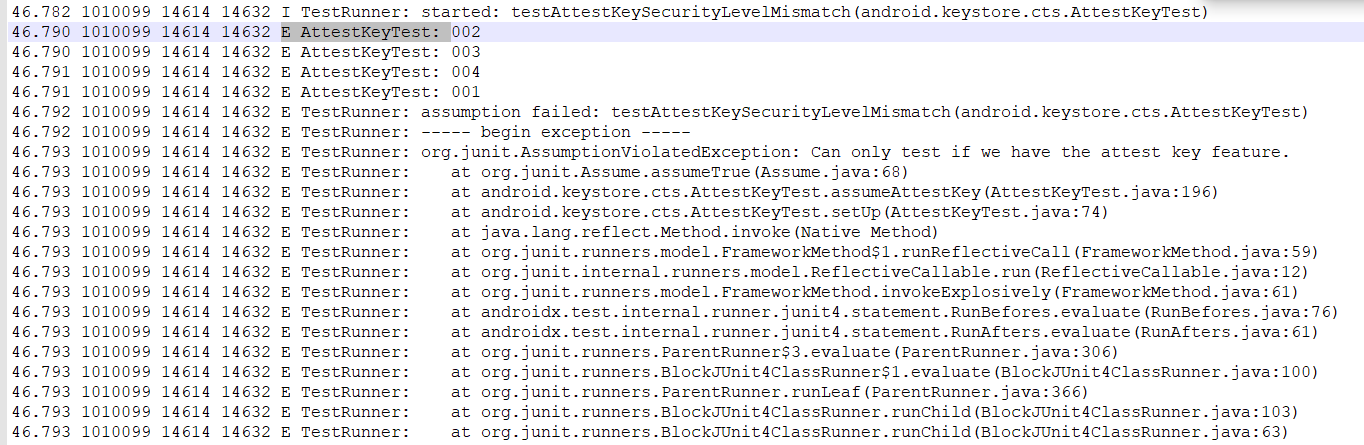 46.782 1010099 14614 14632 I TestRunner: started: testAttestKeySecurityLevelMismatch(android.keystore.cts.AttestKeyTest)
46.790 1010099 14614 14632 E AttestKeyTest: 002
46.790 1010099 14614 14632 E AttestKeyTest: 003
46.791 1010099 14614 14632 E AttestKeyTest: 004
46.791 1010099 14614 14632 E AttestKeyTest: 001
46.792 1010099 14614 14632 E TestRunner: assumption failed: testAttestKeySecurityLevelMismatch(android.keystore.cts.AttestKeyTest)
46.792 1010099 14614 14632 E TestRunner: ----- begin exception -----
46.793 1010099 14614 14632 E TestRunner: org.junit.AssumptionViolatedException: Can only test if we have the attest key feature.
46.793 1010099 14614 14632 E TestRunner:    at org.junit.Assume.assumeTrue(Assume.java:68)
46.793 1010099 14614 14632 E TestRunner:    at android.keystore.cts.AttestKeyTest.assumeAttestKey(AttestKeyTest.java:196)
46.793 1010099 14614 14632 E TestRunner:    at android.keystore.cts.AttestKeyTest.setUp(AttestKeyTest.java:74)
46.793 1010099 14614 14632 E TestRunner:    at java.lang.reflect.Method.invoke(Native Method)
46.793 1010099 14614 14632 E TestRunner:    at org.junit.runners.model.FrameworkMethod$1.runReflectiveCall(FrameworkMethod.java:59)
46.793 1010099 14614 14632 E TestRunner:    at org.junit.internal.runners.model.ReflectiveCallable.run(ReflectiveCallable.java:12)
46.793 1010099 14614 14632 E TestRunner:    at org.junit.runners.model.FrameworkMethod.invokeExplosively(FrameworkMethod.java:61)
46.793 1010099 14614 14632 E TestRunner:    at androidx.test.internal.runner.junit4.statement.RunBefores.evaluate(RunBefores.java:76)
46.793 1010099 14614 14632 E TestRunner:    at androidx.test.internal.runner.junit4.statement.RunAfters.evaluate(RunAfters.java:61)
46.793 1010099 14614 14632 E TestRunner:    at org.junit.runners.ParentRunner$3.evaluate(ParentRunner.java:306)
46.793 1010099 14614 14632 E TestRunner:    at org.junit.runners.BlockJUnit4ClassRunner$1.evaluate(BlockJUnit4ClassRunner.java:100)
46.793 1010099 14614 14632 E TestRunner:    at org.junit.runners.ParentRunner.runLeaf(ParentRunner.java:366)
46.793 1010099 14614 14632 E TestRunner:    at org.junit.runners.BlockJUnit4ClassRunner.runChild(BlockJUnit4ClassRunner.java:103)
46.793 1010099 14614 14632 E TestRunner:    at org.junit.runners.BlockJUnit4ClassRunner.runChild(BlockJUnit4ClassRunner.java:63)